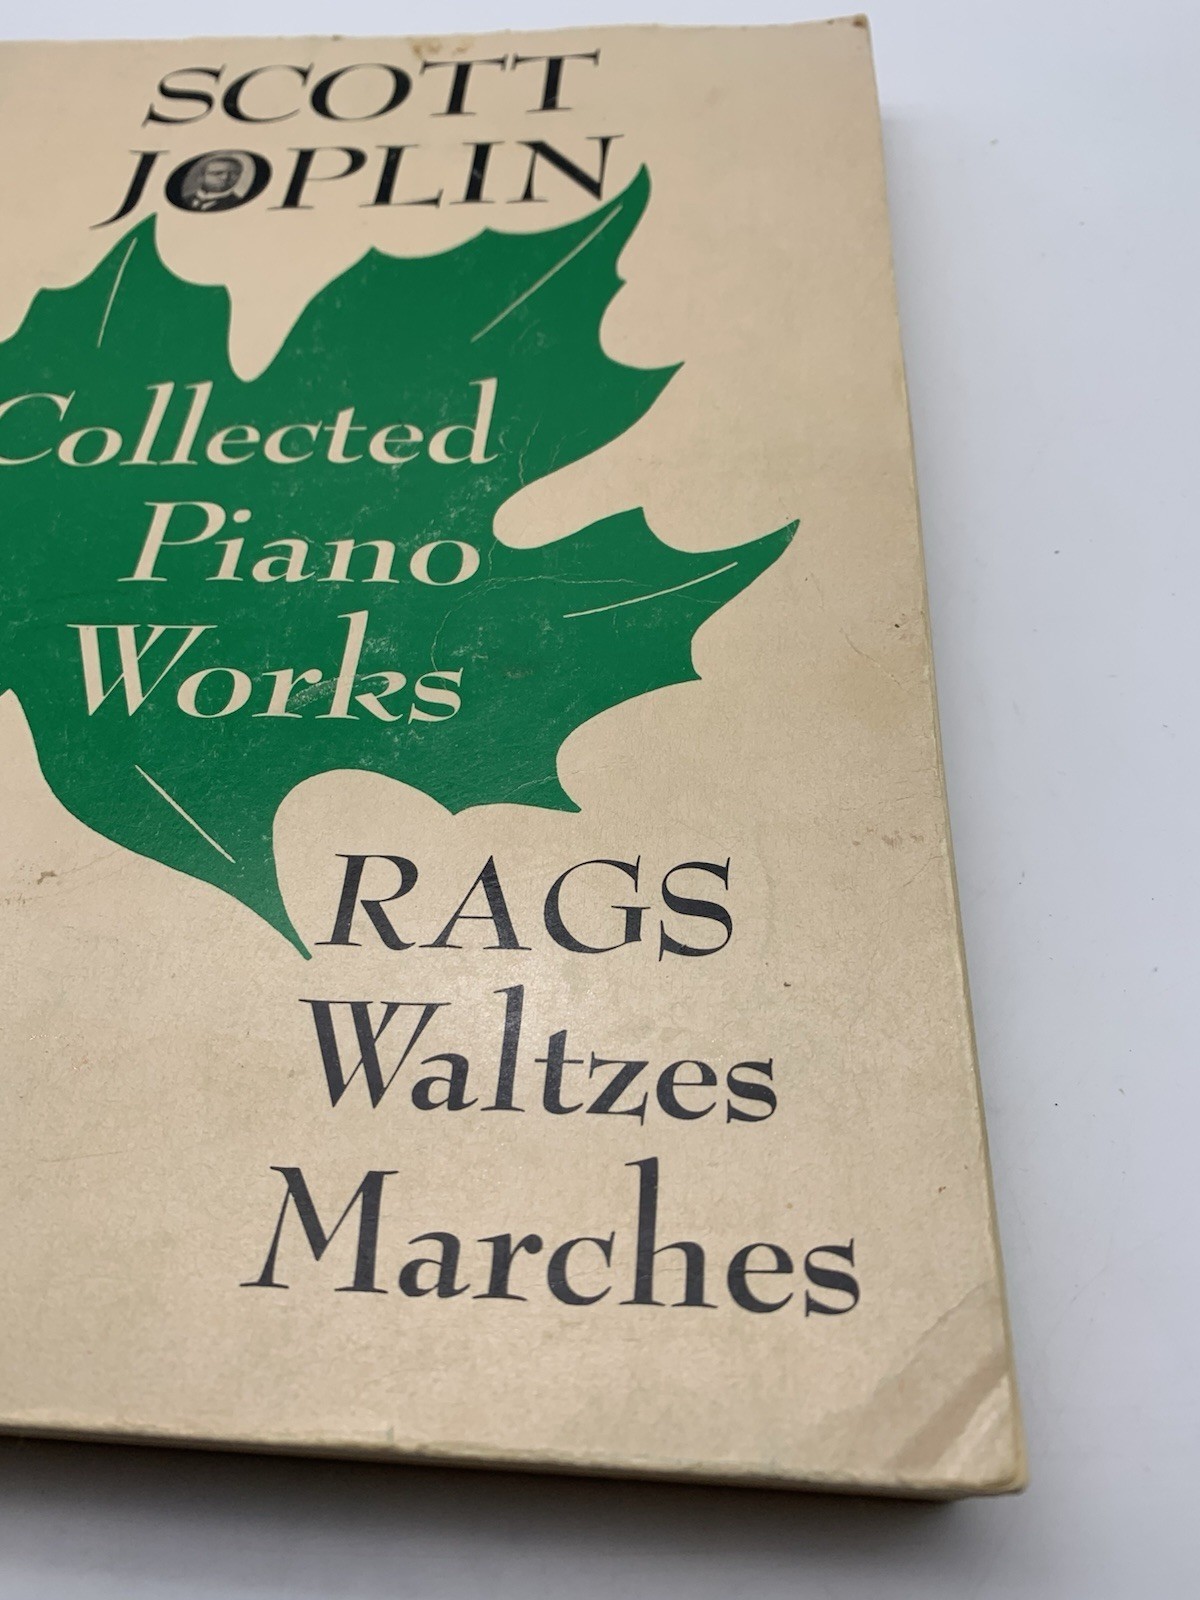 SCOTT
JOPLIN
Collected
Piano
Works
RAGS
Waltzes
Marches